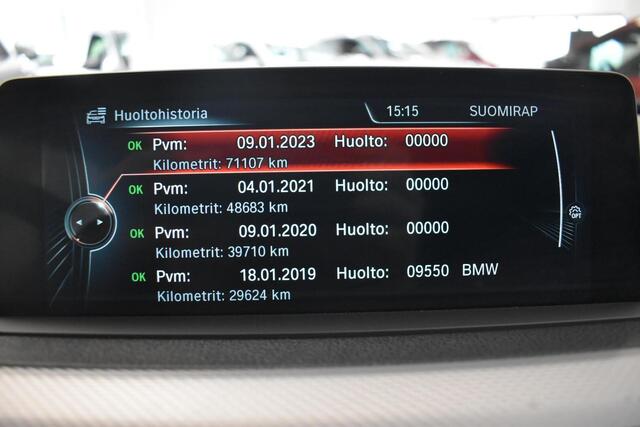 Huoltohistoria 15:15 SUOMIRAP
OK Pvm: 09.01.2023 Huolto: 00000
Kilometrit: 71107 km
OK Pvm: 04.01.2021 Huolto: 00000
Kilometrit: 48683 km
OK Pvm: 09.01.2020 Huolto: 00000
Kilometrit: 39710 km
OPT
OK Pvm: 18.01.2019 Huolto: 09550 BMW
Kilometrit: 29624 km